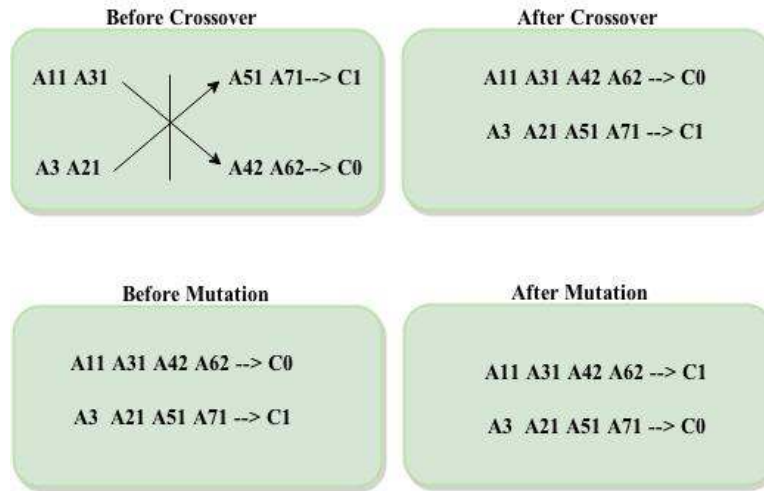 Before Crossover
A11 A31 A51 A71--> C1
A3 A21 A42 A62--> C0
After Crossover
A11 A31 A42 A62 --> C0
A3 A21 A51 A71 --> C1
Before Mutation
A11 A31 A42 A62 --> C0
A3 A21 A51 A71 --> C1
After Mutation
A11 A31 A42 A62 --> C1
A3 A21 A51 A71 --> C0